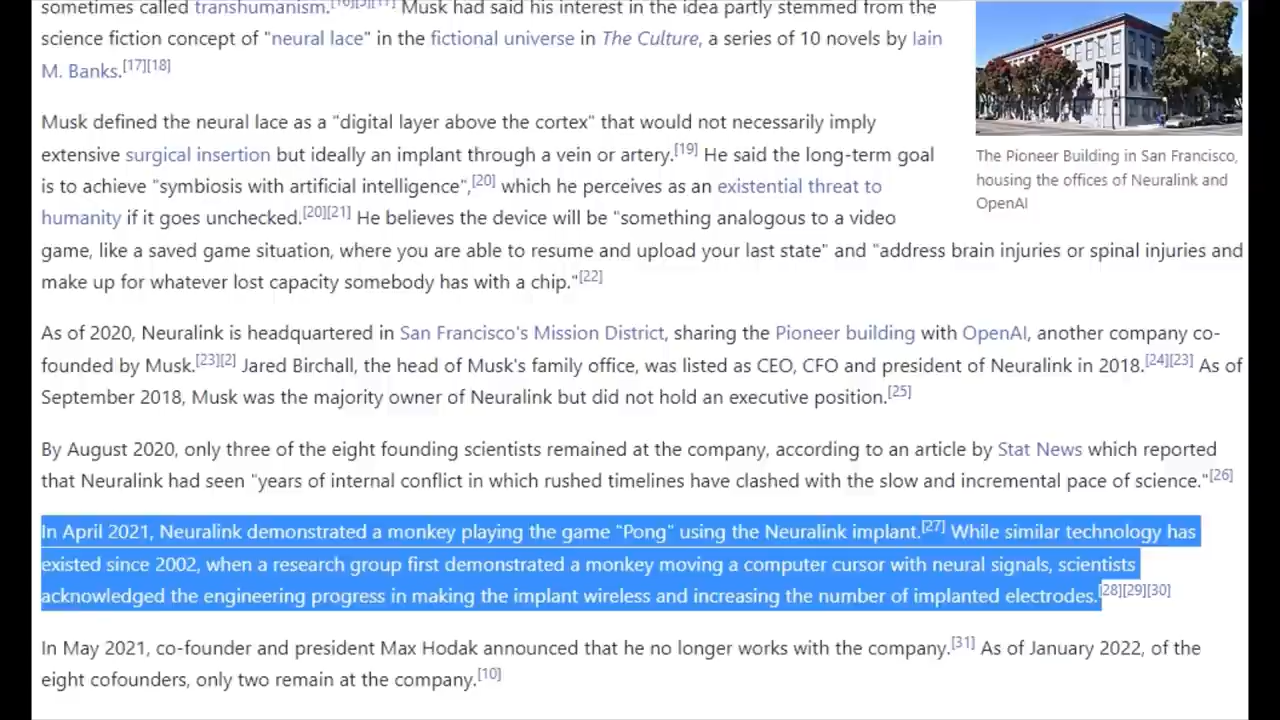 sometimes called transhumanism.[16][5][11] Musk had said his interest in the idea partly stemmed from the
science fiction concept of "neural lace" in the fictional universe in The Culture, a series of 10 novels by Iain
M. Banks.[17][18]
Musk defined the neural lace as a "digital layer above the cortex" that would not necessarily imply
extensive surgical insertion but ideally an implant through a vein or artery.[19] He said the long-term goal
is to achieve "symbiosis with artificial intelligence",[20] which he perceives as an existential threat to
humanity if it goes unchecked.[20][21] He believes the device will be "something analogous to a video
game, like a saved game situation, where you are able to resume and upload your last state" and "address brain injuries or spinal injuries and
make up for whatever lost capacity somebody has with a chip."[22]
The Pioneer Building in San Francisco,
housing the offices of Neuralink and
OpenAI
As of 2020, Neuralink is headquartered in San Francisco's Mission District, sharing the Pioneer building with OpenAI, another company co-
founded by Musk.[23][2] Jared Birchall, the head of Musk's family office, was listed as CEO, CFO and president of Neuralink in 2018.[24][23] As of
September 2018, Musk was the majority owner of Neuralink but did not hold an executive position.[25]
By August 2020, only three of the eight founding scientists remained at the company, according to an article by Stat News which reported
that Neuralink had seen "years of internal conflict in which rushed timelines have clashed with the slow and incremental pace of science."[26]
In April 2021, Neuralink demonstrated a monkey playing the game "Pong" using the Neuralink implant.[27] While similar technology has
existed since 2002, when a research group first demonstrated a monkey moving a computer cursor with neural signals, scientists
acknowledged the engineering progress in making the implant wireless and increasing the number of implanted electrodes.[28][29][30]
In May 2021, co-founder and president Max Hodak announced that he no longer works with the company.[31] As of January 2022, of the
eight cofounders, only two remain at the company.[10]